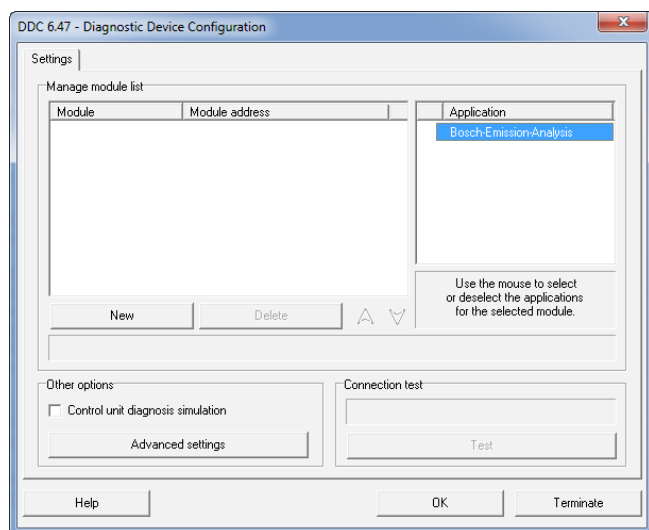 DDC 6.47 - Diagnostic Device Configuration
Settings
Manage module list
Module Module address
Application
Bosch-Emission-Analysis
Use the mouse to select
or deselect the applications
for the selected module.
New Delete
Other options
Control unit diagnosis simulation
Advanced settings
Connection test
Test
Help OK Terminate